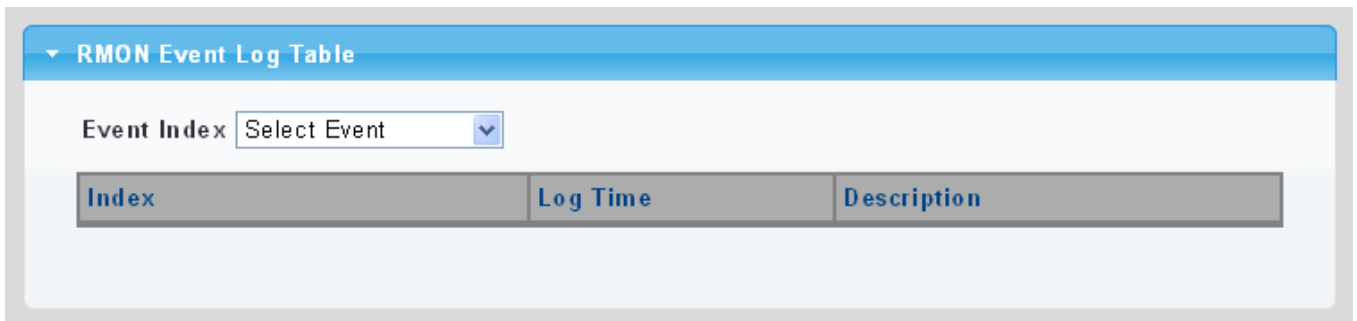 RMON Event Log Table
Event Index Select Event
Index Log Time Description